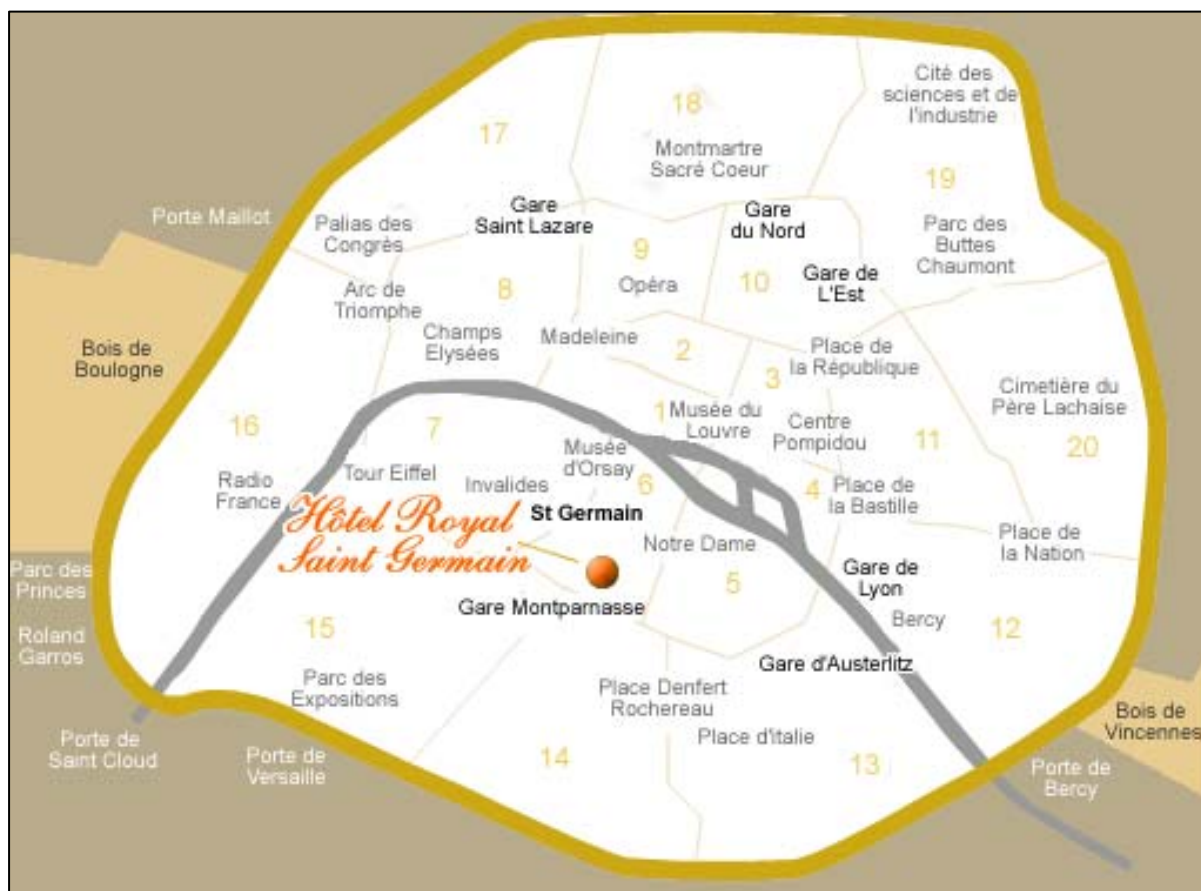 Cité des
sciences et de
l'industrie
18
17
Montmartre
Sacré Coeur
19
Porte Maillot
Palias des
Congrès
Gare
Saint Lazare
Gare
du Nord
Parc des
Buttes
Chaumont
9
Opéra
10
Gare de
L'Est
Arc de
Triomphe
8
Champs
Elysées
Madeleine
2
Place de
la République
3
Bois de
Boulogne
Cimetière du
Père Lachaise
16
7
1
Musée du
Louvre
Centre
Pompidou
11
20
Radio
France
Tour Eiffel
Invalides
Musée
d'Orsay
6
4
Place de
la Bastille
Hôtel Royal
Saint Germain
St Germain
Notre Dame
Place de
la Nation
Parc des
Princes
Gare Montparnasse
5
Gare de
Lyon
Bercy
12
Roland
Garros
15
Parc des
Expositions
Gare d'Austerlitz
Place Denfert
Rochereau
Place d'italie
Bois de
Vincennes
Porte de
Saint Cloud
Porte de
Versaille
14
13
Porte de
Bercy